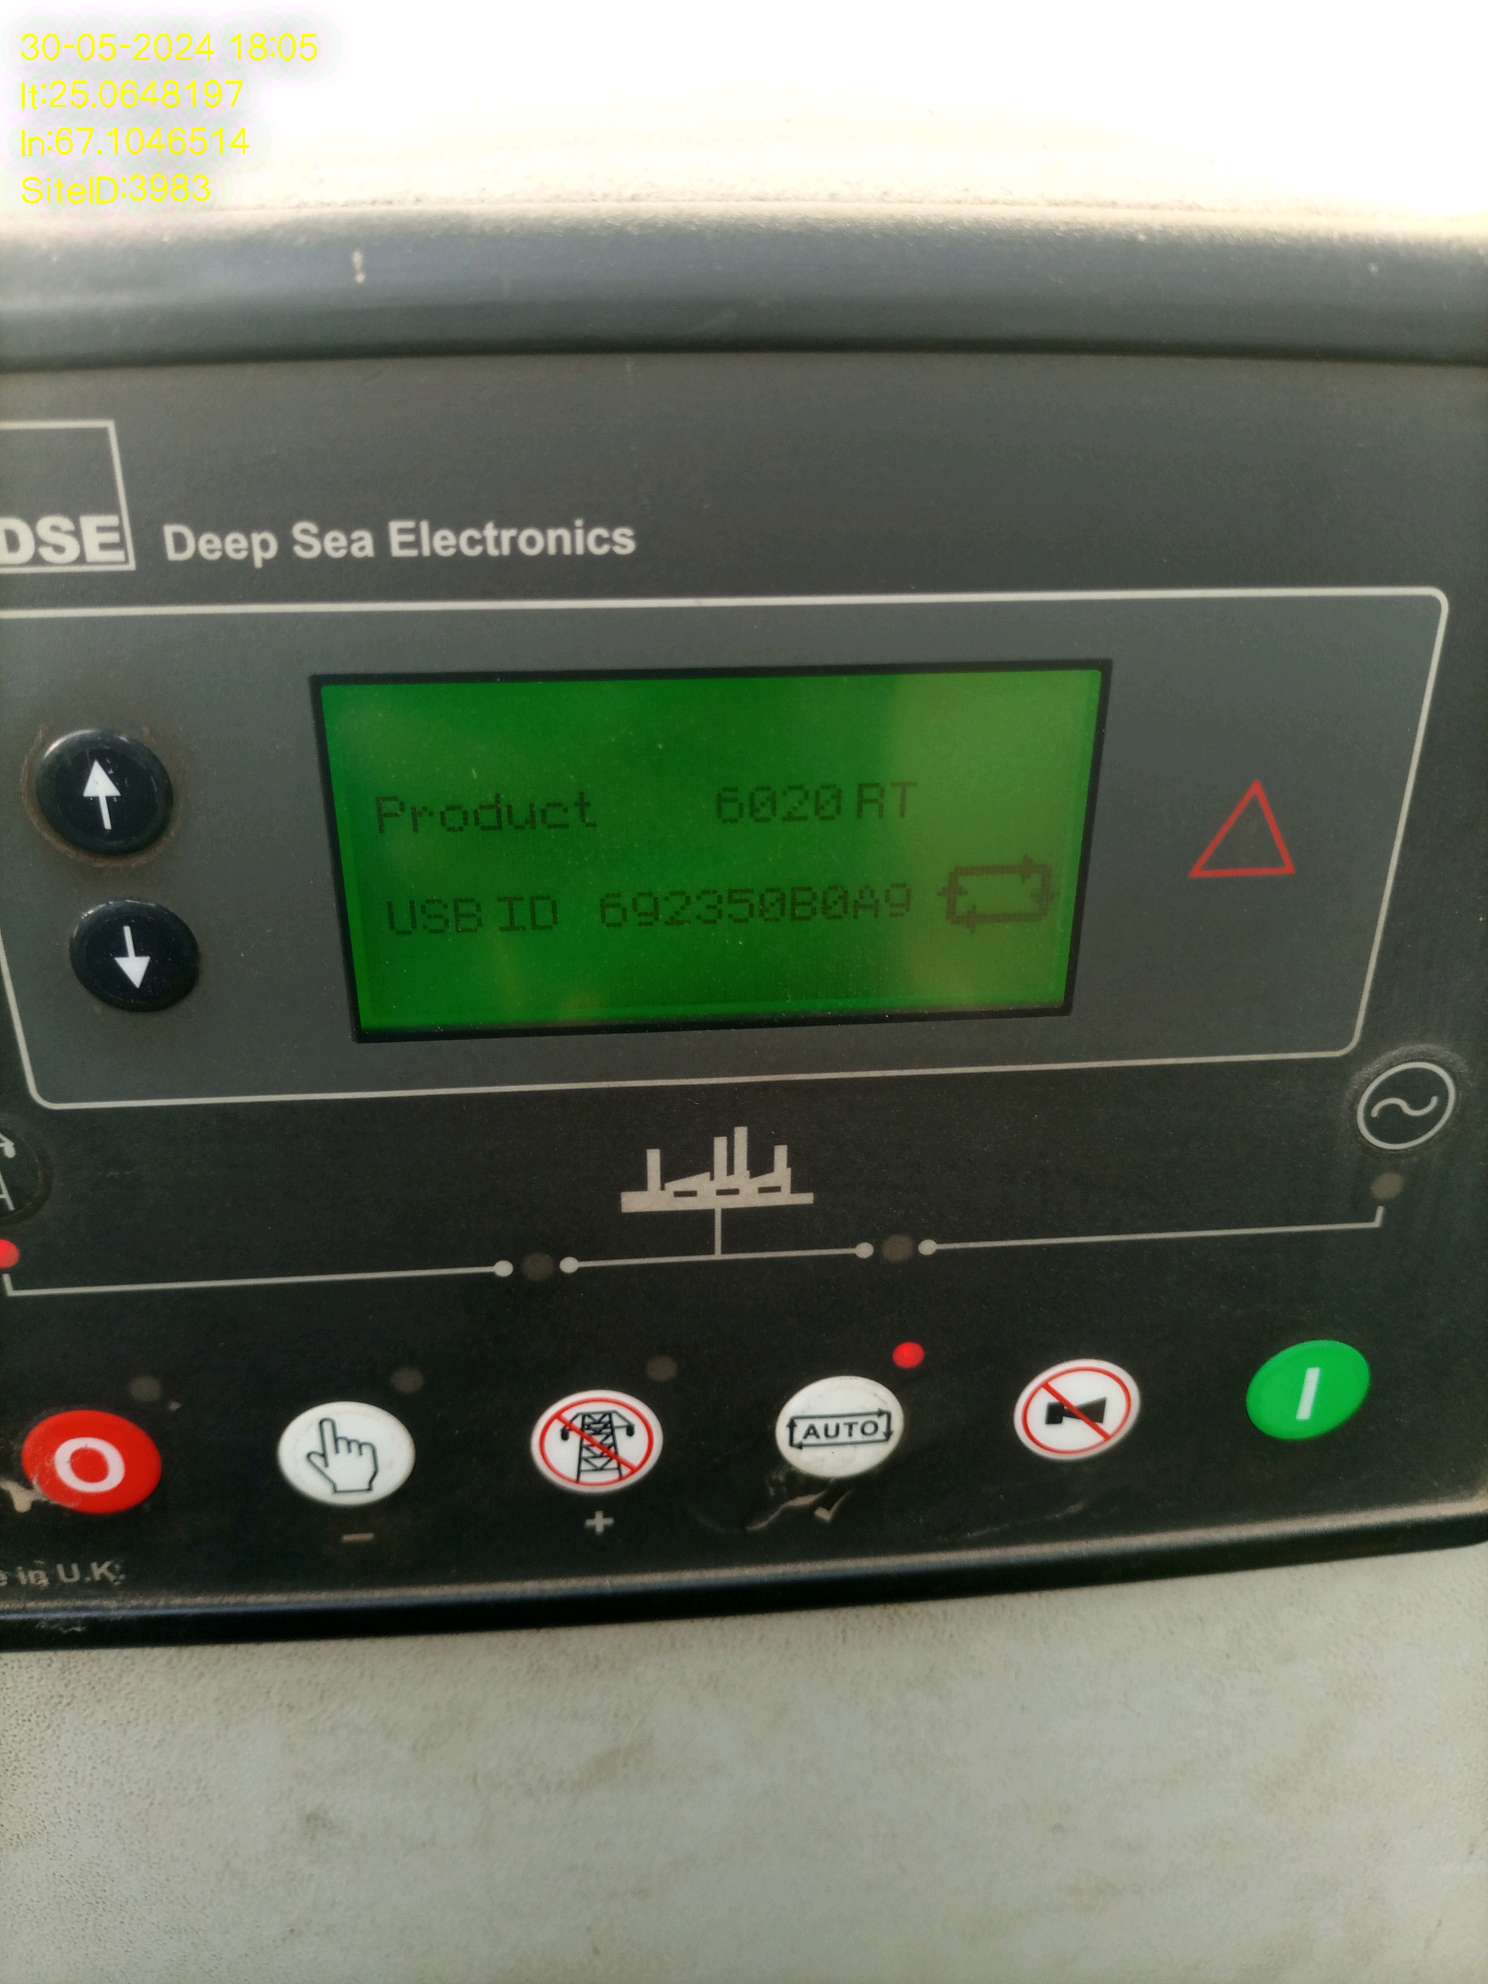 30-05-2024 18:05
lt:25.0648197
ln:67.1046514
SiteID:3983
DSE Deep Sea Electronics
Product 6020 RT
USB ID 692350B0A9
AUTO
in U.K.